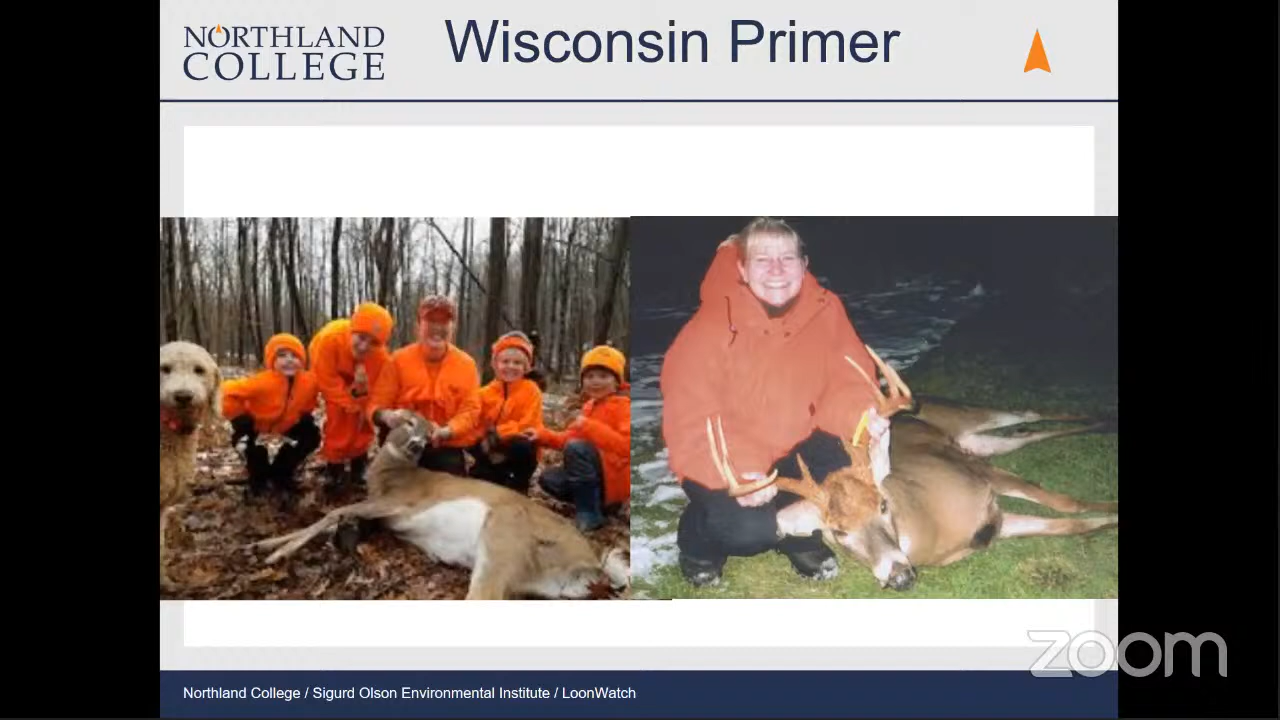 NORTHLAND
COLLEGE
Wisconsin Primer
zoom
Northland College / Sigurd Olson Environmental Institute / LoonWatch